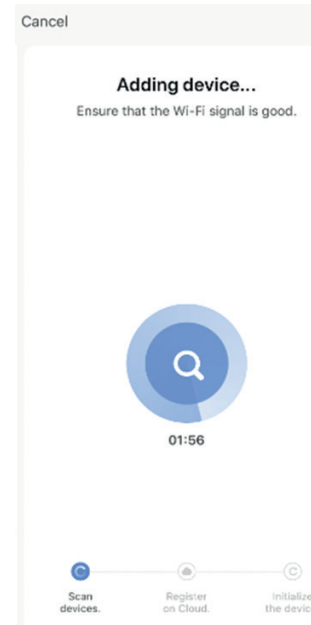 Cancel
Adding device...
Ensure that the Wi-Fi signal is good.
01:56
Scan
devices.
Register
on Cloud.
Initialize
the device